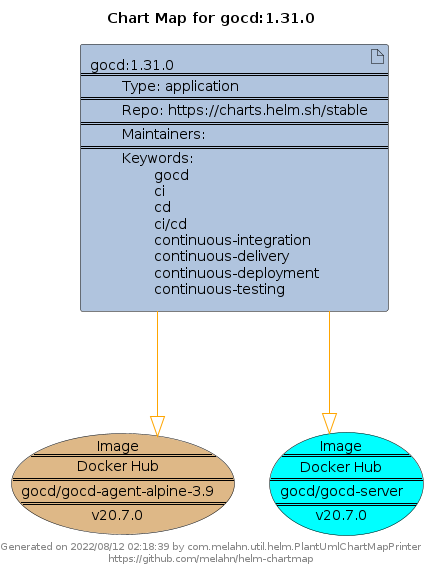 Chart Map for gocd:1.31.0
gocd:1.31.0
Type: application
Repo: https://charts.helm.sh/stable
Maintainers:
Keywords:
gocd
ci
cd
ci/cd
continuous-integration
continuous-delivery
continuous-deployment
continuous-testing
Image
Docker Hub
gocd/gocd-agent-alpine-3.9
v20.7.0
Image
Docker Hub
gocd/gocd-server
v20.7.0
Generated on 2022/08/12 02:18:39 by com.melahn.util.helm.PlantUmlChartMapPrinter
https://github.com/melahn/helm-chartmap